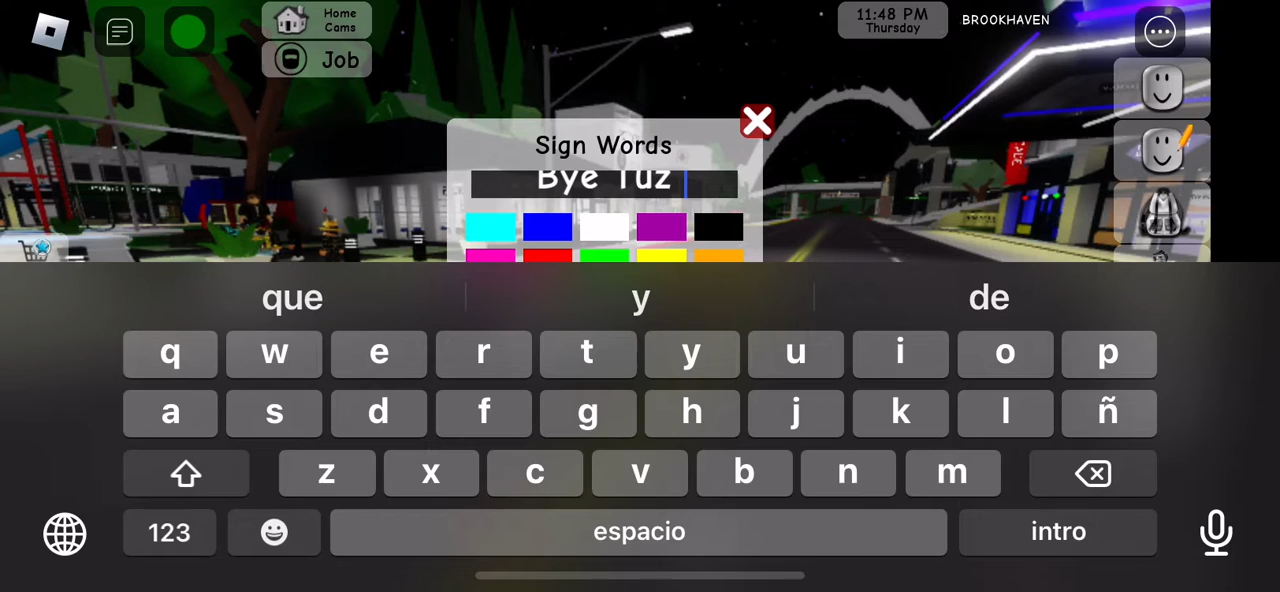 Home
Cams
Job
11:48 PM
Thursday
BROOKHAVEN
Sign Words
Bye Tuz
que y de
q w e r t y u i o p
a s d f g h j k l ñ
z x c v b n m
123 espacio intro